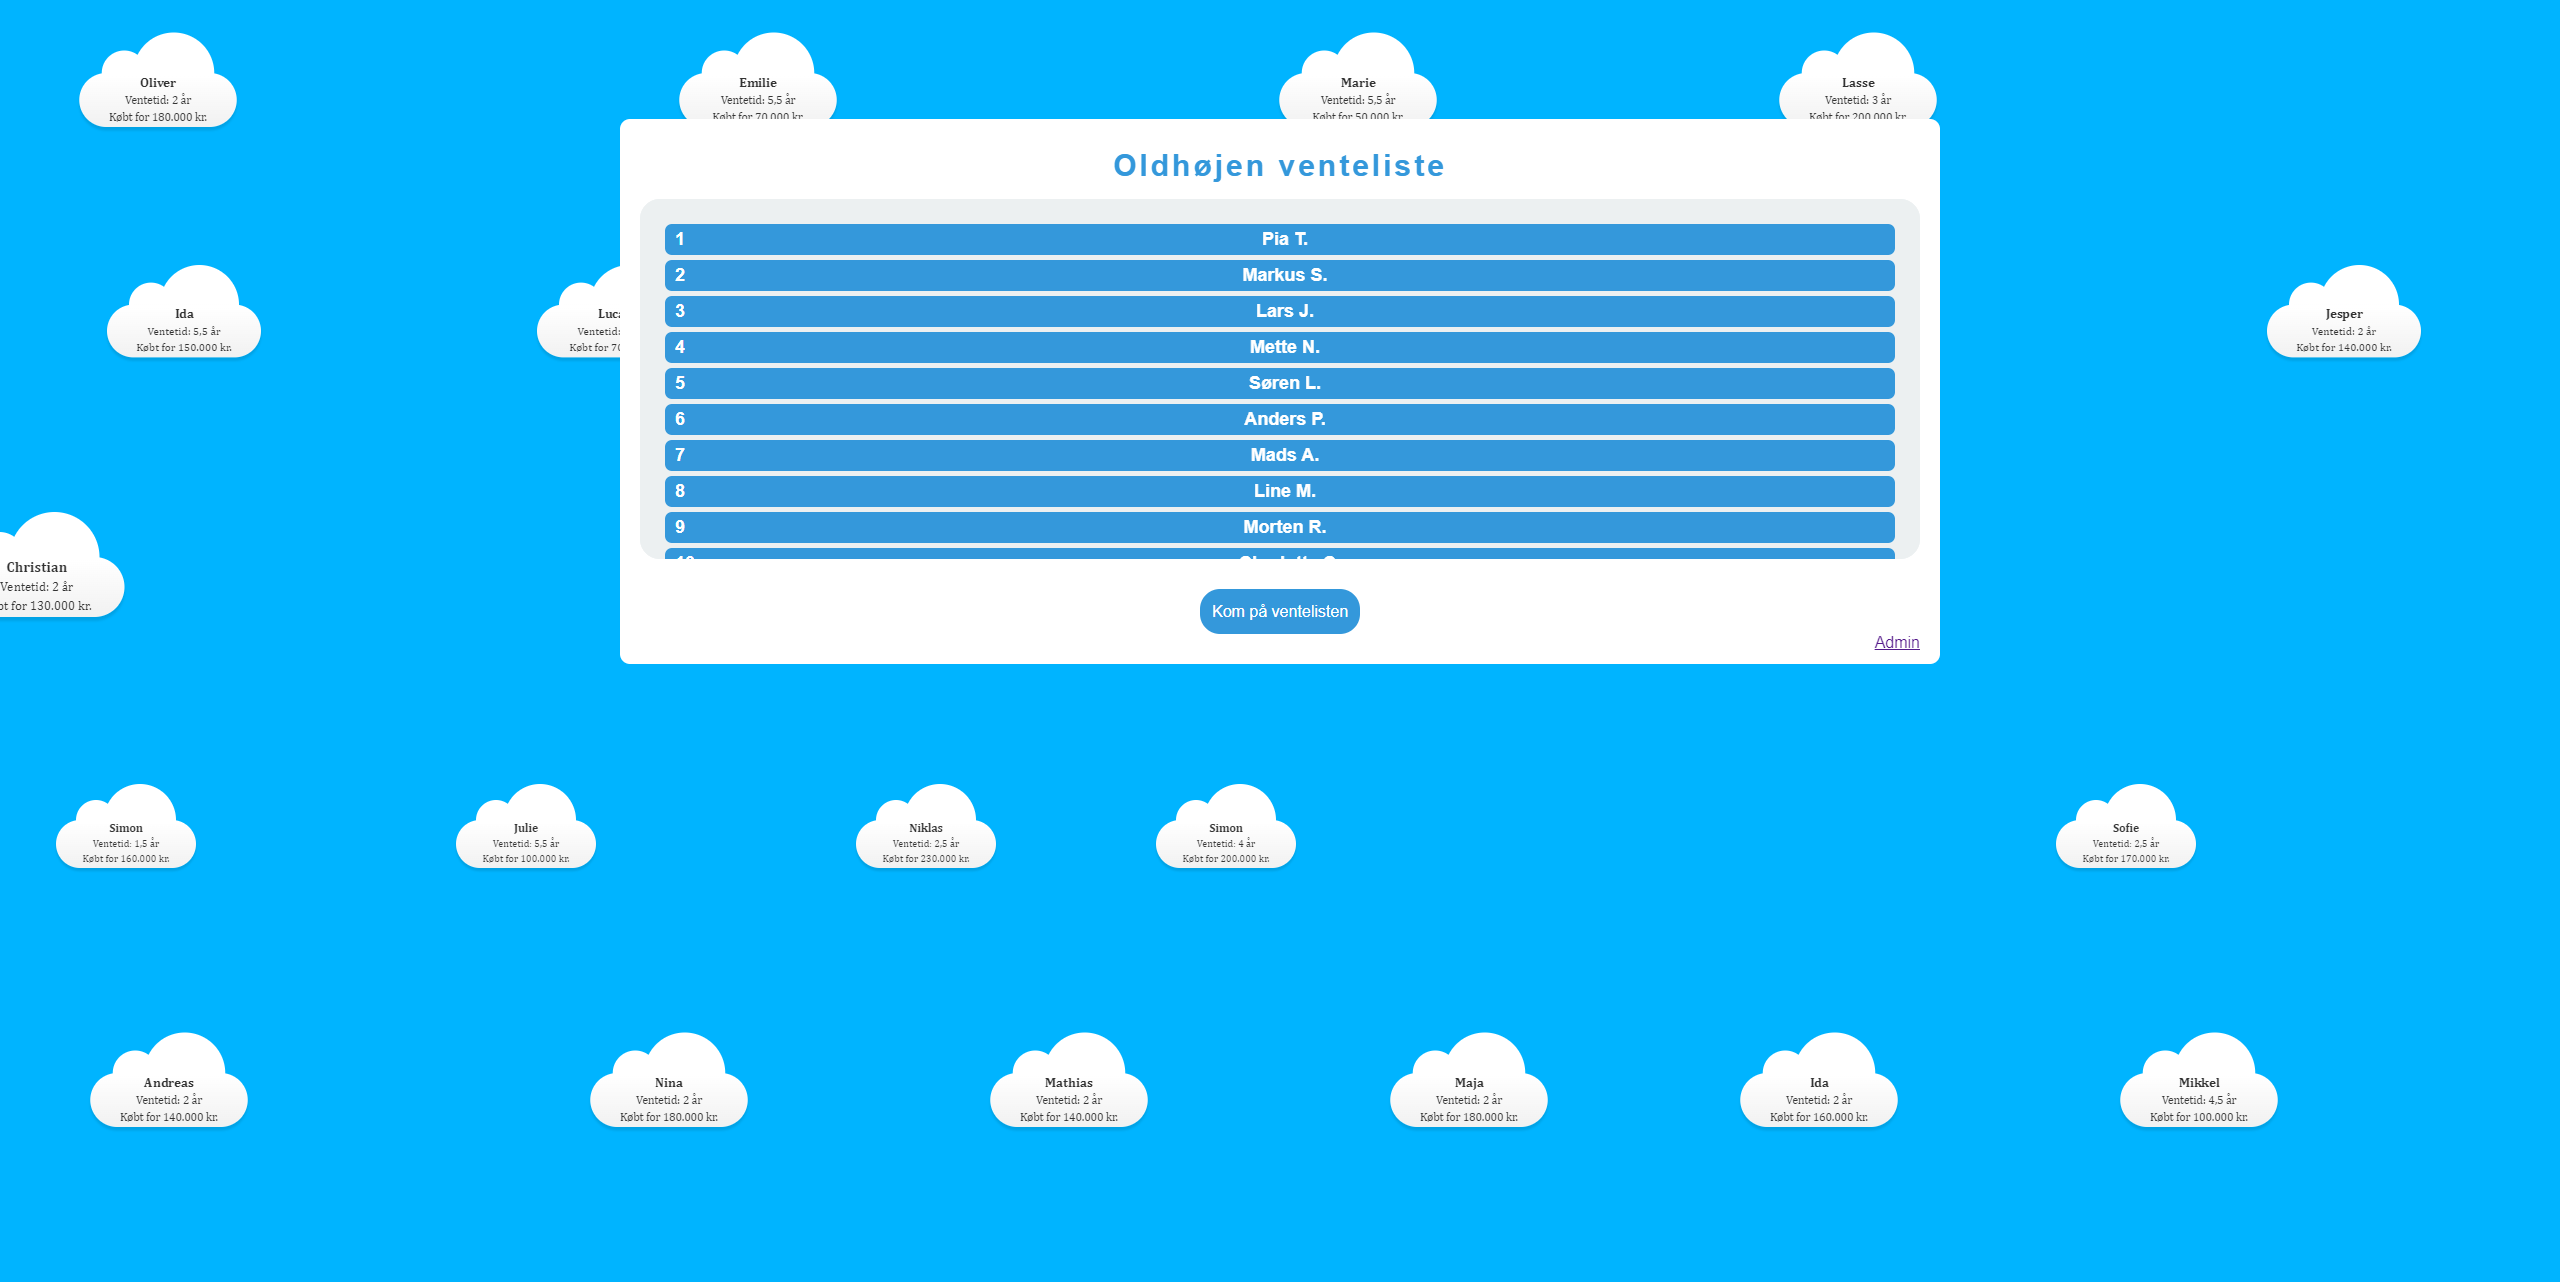 Oliver
Ventetid: 2 år
Købt for 180.000 kr.
Emilie
Ventetid: 5,5 år
Købt for 70.000 kr.
Marie
Ventetid: 5,5 år
Købt for 50.000 kr.
Lasse
Ventetid: 3 år
Købt for 200.000 kr.
Oldhøjen venteliste
1 Pia T.
2 Markus S.
3 Lars J.
4 Mette N.
5 Søren L.
6 Anders P.
7 Mads A.
8 Line M.
9 Morten R.
Kom på ventelisten
Admin
Ida
Ventetid: 5,5 år
Købt for 150.000 kr.
Ventetid:
Købt for
Jesper
Ventetid: 2 år
Købt for 140.000 kr.
Christian
Ventetid: 2 år
for 130.000 kr.
Simon
Ventetid: 1,5 år
Købt for 160.000 kr.
Julie
Ventetid: 5,5 år
Købt for 100.000 kr.
Niklas
Ventetid: 2,5 år
Købt for 230.000 kr.
Simon
Ventetid: 4 år
Købt for 200.000 kr.
Sofie
Ventetid: 2,5 år
Købt for 170.000 kr.
Andreas
Ventetid: 2 år
Købt for 140.000 kr.
Nina
Ventetid: 2 år
Købt for 180.000 kr.
Mathias
Ventetid: 2 år
Købt for 140.000 kr.
Maja
Ventetid: 2 år
Købt for 180.000 kr.
Ida
Ventetid: 2 år
Købt for 160.000 kr.
Mikkel
Ventetid: 4,5 år
Købt for 100.000 kr.